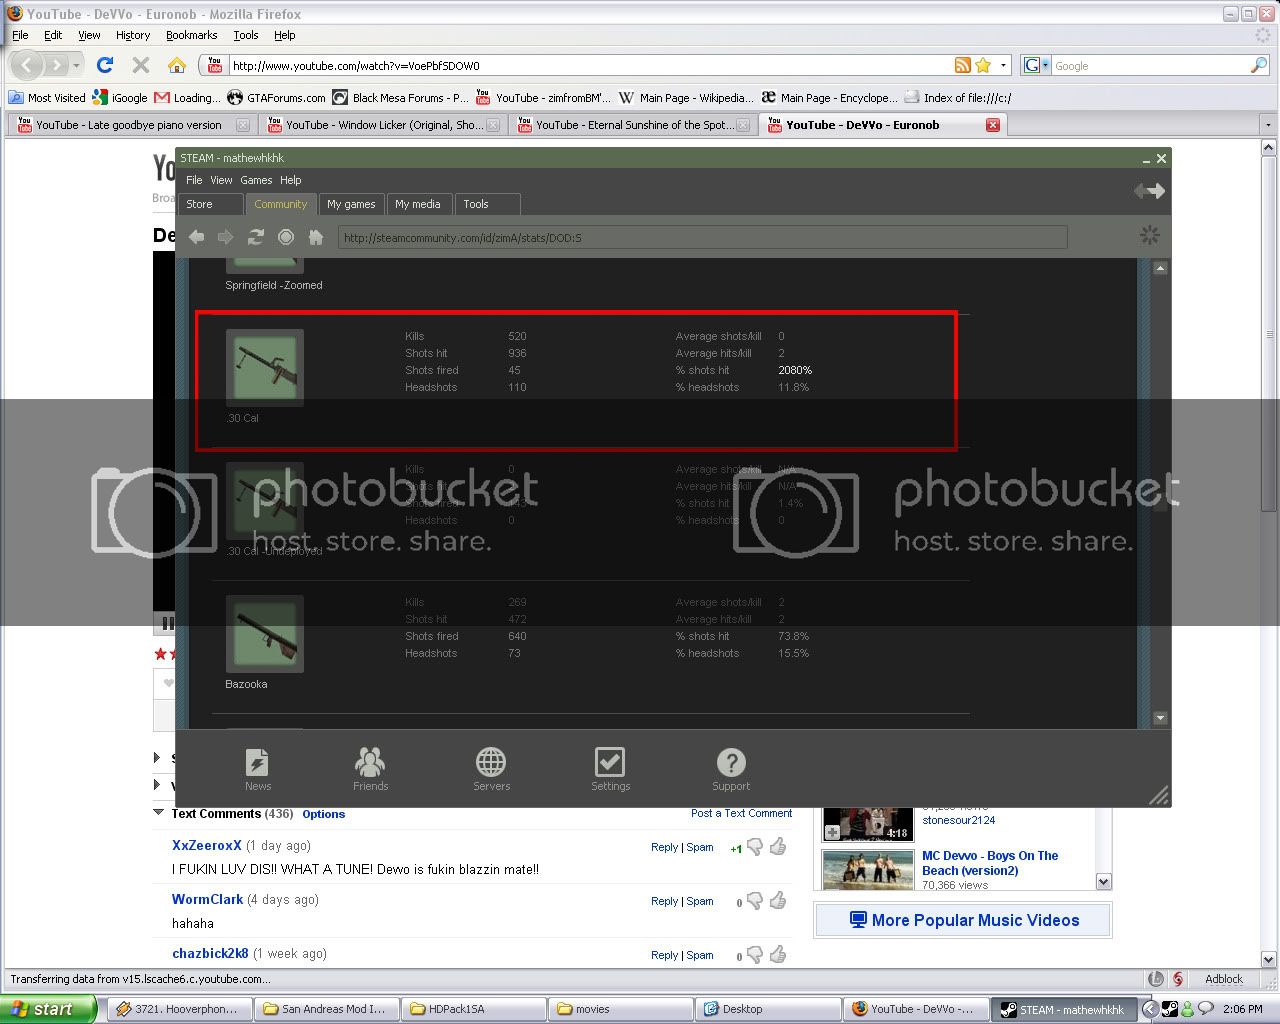 YouTube - DeVVo - Euronob - Mozilla Firefox
File Edit View History Bookmarks Tools Help
http://www.youtube.com/watch?v=VoePbfSDOW0
Google
Most Visited iGoogle Loading... GTAForums.com Black Mesa Forums - P... YouTube - zimfromBM'... Main Page - Wikipedia... Main Page - Encyclope... Index of file:///c:/
YouTube - Late goodbye piano version YouTube - Window Licker (Original, Sho... YouTube - Eternal Sunshine of the Spot... YouTube - DeVVo - Euronob
Yo
Broa
De
STEAM - mathewhkhk
File View Games Help
Store Community My games My media Tools
http://steamcommunity.com/id/zimA/stats/DOD:S
Springfield -Zoomed
Kills 520 Average shots/kill 0
Shots hit 936 Average hits/kill 2
Shots fired 45 % shots hit 2080%
Headshots 110 % headshots 11.8%
.30 Cal
Kills 0 Average shots/kill N/A
Shots hit Average hits/kill N/A
Shots fired 143 % shots hit 1.4%
Headshots 0 % headshots 0
.30 Cal -Undeployed
photobucket photobucket
host. store. share. host. store. share.
Kills 269 Average shots/kill 2
Shots hit 472 Average hits/kill 2
Shots fired 640 % shots hit 73.8%
Headshots 73 % headshots 15.5%
Bazooka
News Friends Servers Settings Support
Text Comments (436) Options Post a Text Comment
XxZeeroxX (1 day ago) Reply | Spam +1
I FUKIN LUV DIS!! WHAT A TUNE! Dewo is fukin blazzin mate!!
WormClark (4 days ago) Reply | Spam 0
hahaha
chazbick2k8 (1 week ago) Reply | Spam 0
stonesour2124
4:18
MC Devvo - Boys On The
Beach (version2)
70,366 views
More Popular Music Videos
Transferring data from v15.lscache6.c.youtube.com...
Adblock
start 3721. Hooverphon... San Andreas Mod I... HDPack1SA movies Desktop YouTube - DeVVo -... STEAM - mathewhkhk 2:06 PM